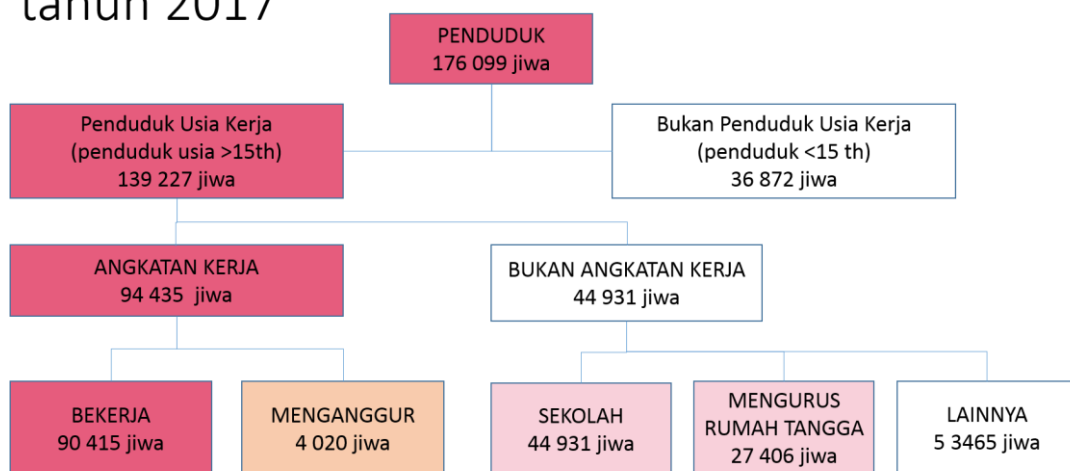 tahun 2017
PENDUDUK
176 099 jiwa
Penduduk Usia Kerja
(penduduk usia >15th)
139 227 jiwa
Bukan Penduduk Usia Kerja
(penduduk <15 th)
36 872 jiwa
ANGKATAN KERJA
94 435 jiwa
BUKAN ANGKATAN KERJA
44 931 jiwa
BEKERJA
90 415 jiwa
MENGANGGUR
4 020 jiwa
SEKOLAH
44 931 jiwa
MENGURUS
RUMAH TANGGA
27 406 jiwa
LAINNYA
5 3465 jiwa